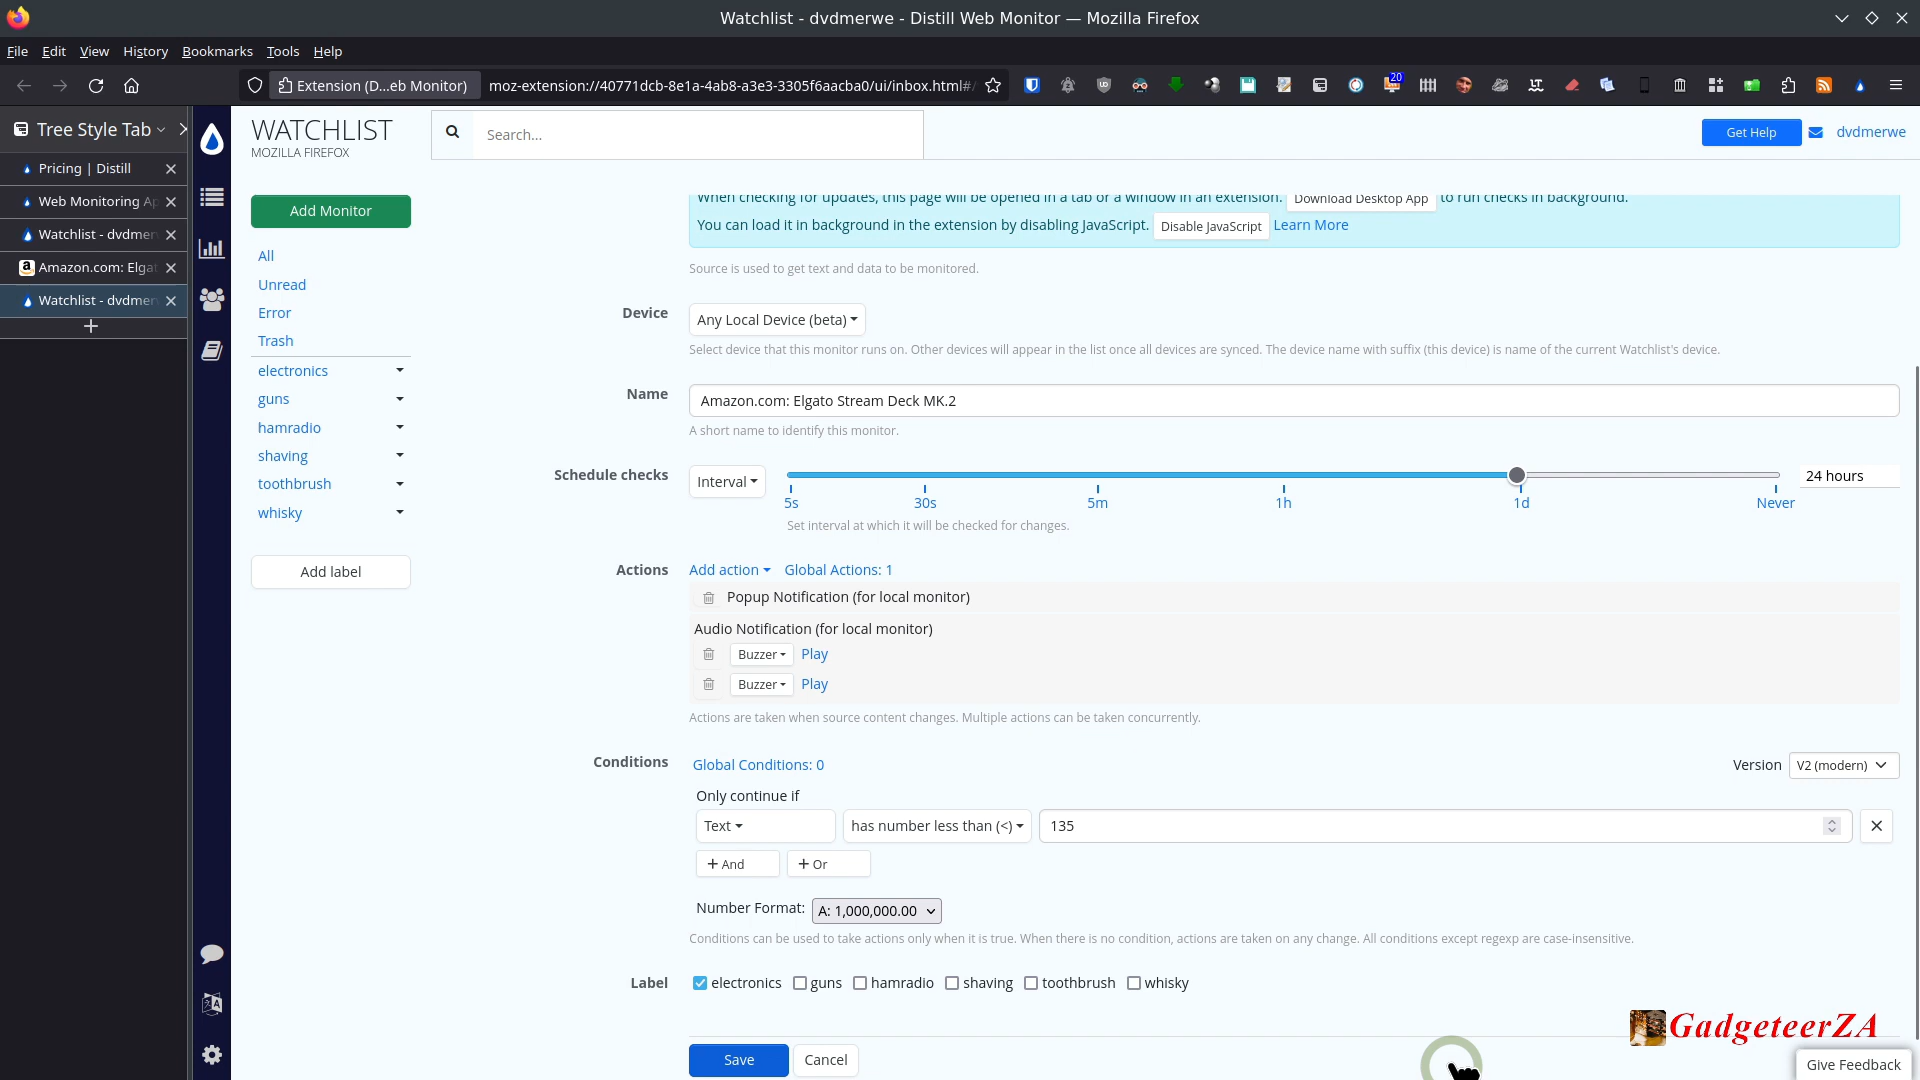 Watchlist - dvdmerwe - Distill Web Monitor — Mozilla Firefox
File Edit View History Bookmarks Tools Help
Extension (D...eb Monitor) moz-extension://40771dcb-8e1a-4ab8-a3e3-3305f6aacba0/ui/inbox.html#/
20
Tree Style Tab
Pricing | Distill
Web Monitoring Ap
Watchlist - dvdmer
Amazon.com: Elga
Watchlist - dvdmer
WATCHLIST
MOZILLA FIREFOX
Search...
Get Help
dvdmerwe
Add Monitor
All
Unread
Error
Trash
electronics
guns
hamradio
shaving
toothbrush
whisky
Add label
When checking for updates, this page will be opened in a tab or a window in an extension. Download Desktop App to run checks in background.
You can load it in background in the extension by disabling JavaScript. Disable JavaScript Learn More
Source is used to get text and data to be monitored.
Device Any Local Device (beta)
Select device that this monitor runs on. Other devices will appear in the list once all devices are synced. The device name with suffix (this device) is name of the current Watchlist's device.
Name Amazon.com: Elgato Stream Deck MK.2
A short name to identify this monitor.
Schedule checks Interval 24 hours
5s 30s 5m 1h 1d Never
Set interval at which it will be checked for changes.
Actions Add action Global Actions: 1
Popup Notification (for local monitor)
Audio Notification (for local monitor)
Buzzer Play
Buzzer Play
Actions are taken when source content changes. Multiple actions can be taken concurrently.
Conditions Global Conditions: 0 Version V2 (modern)
Only continue if
Text has number less than (<) 135
+ And + Or
Number Format: A: 1,000,000.00
Conditions can be used to take actions only when it is true. When there is no condition, actions are taken on any change. All conditions except regexp are case-insensitive.
Label electronics guns hamradio shaving toothbrush whisky
GadgeteerZA
Save Cancel
Give Feedback